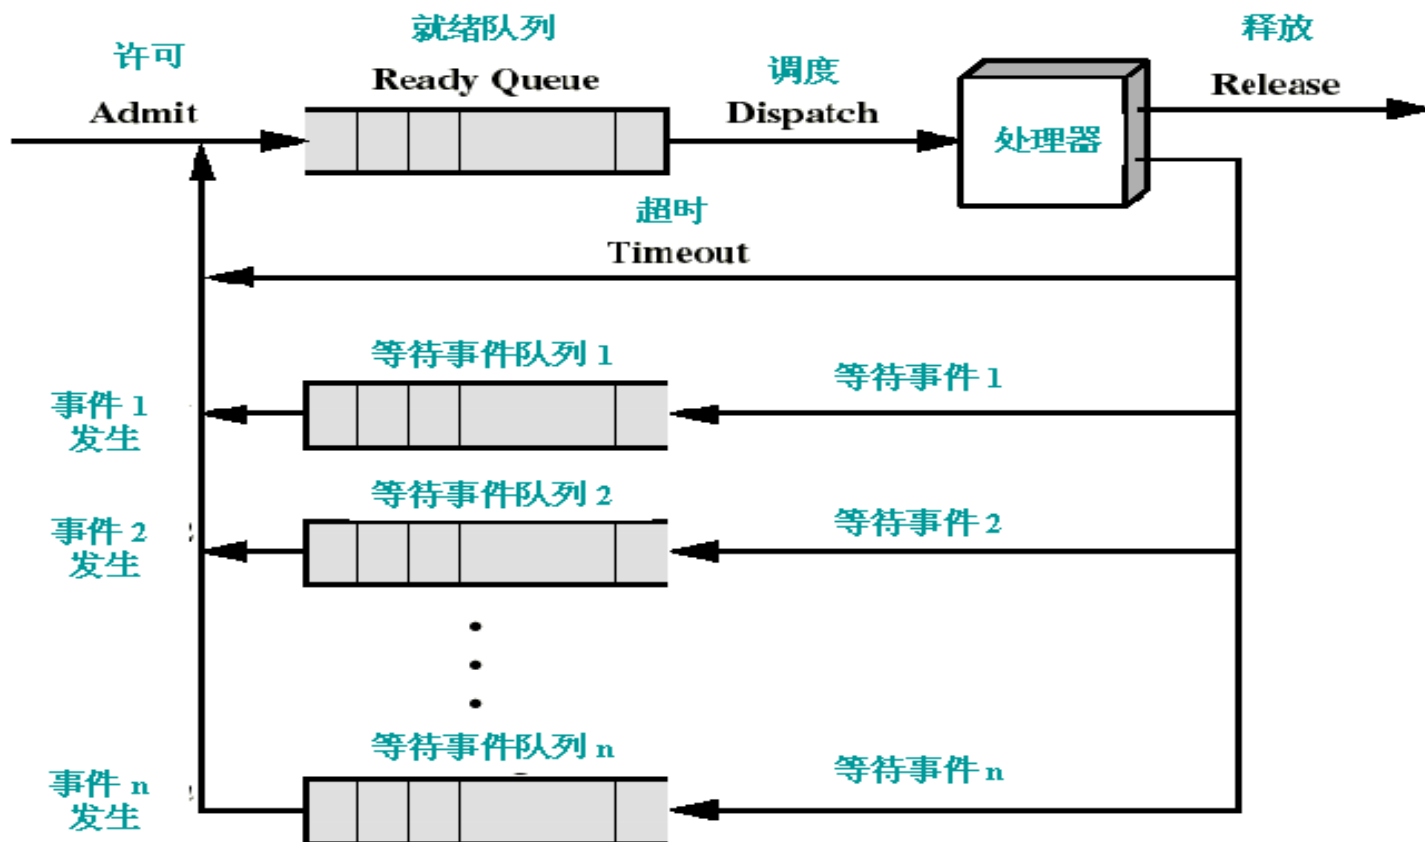 许可
Admit
就绪队列
Ready Queue
调度
Dispatch
处理器
释放
Release
超时
Timeout
等待事件队列 1
等待事件 1
事件 1
发生
等待事件队列 2
等待事件 2
事件 2
发生
等待事件队列 n
等待事件 n
事件 n
发生